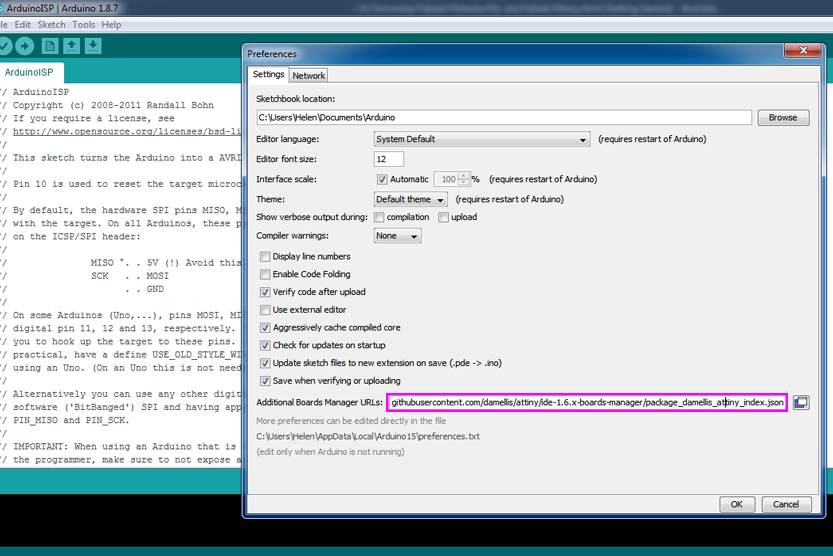 ArduinoISP | Arduino 1.8.7
le Edit Sketch Tools Help
ArduinoISP
Preferences
Settings Network
Sketchbook location:
C:\Users\Helen\Documents\Arduino Browse
Editor language: System Default (requires restart of Arduino)
Editor font size: 12
Interface scale: Automatic 100 % (requires restart of Arduino)
Theme: Default theme (requires restart of Arduino)
Show verbose output during: compilation upload
Compiler warnings: None
Display line numbers
Enable Code Folding
Verify code after upload
Use external editor
Aggressively cache compiled core
Check for updates on startup
Update sketch files to new extension on save (.pde -> .ino)
Save when verifying or uploading
Additional Boards Manager URLs: githubusercontent.com/damellis/attiny/ide-1.6.x-boards-manager/package_damellis_attiny_index.json
More preferences can be edited directly in the file
C:\Users\Helen\AppData\Local\Arduino15\preferences.txt
(edit only when Arduino is not running)
OK Cancel
// ArduinoISP
// Copyright (c) 2008-2011 Randall Bohn
// If you require a license, see
// http://www.opensource.org/licenses/bsd-li
//
// This sketch turns the Arduino into a AVRI
//
// Pin 10 is used to reset the target microc
//
// By default, the hardware SPI pins MISO, M
// with the target. On all Arduinos, these p
// on the ICSP/SPI header:
//
// MISO °. . 5V (!) Avoid this
// SCK . . MOSI
// . . GND
//
// On some Arduinos (Uno,...), pins MOSI, MI
// digital pin 11, 12 and 13, respectively.
// you to hook up the target to these pins.
// practical, have a define USE_OLD_STYLE_WI
// using an Uno. (On an Uno this is not need
//
// Alternatively you can use any other digit
// software ('BitBanged') SPI and having app
// PIN_MISO and PIN_SCK.
//
// IMPORTANT: When using an Arduino that is
// the programmer, make sure to not expose a